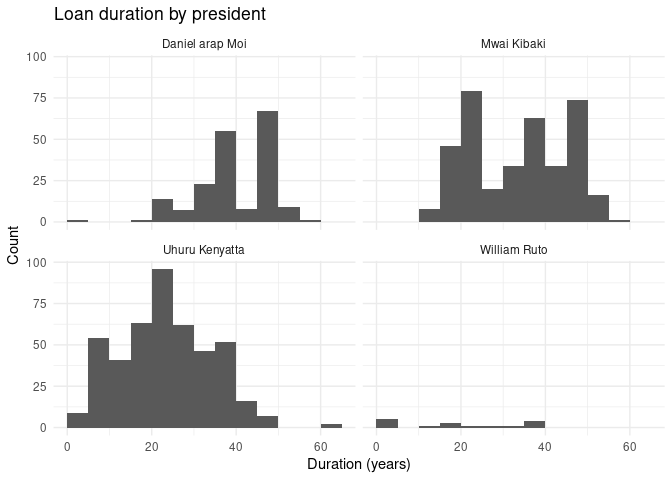 Loan duration by president
Daniel arap Moi
Mwai Kibaki
100
75
50
25
0
Uhuru Kenyatta
William Ruto
100
75
50
25
0
Count
0 20 40 60
0 20 40 60
Duration (years)